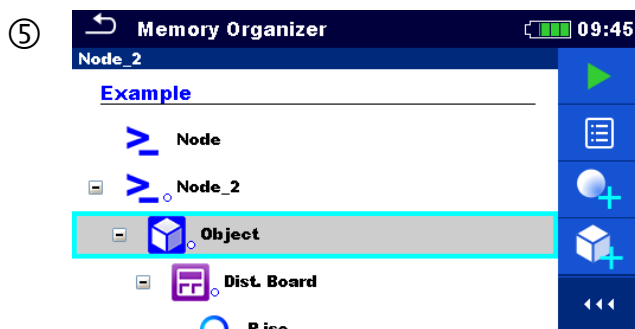 ⑤
Memory Organizer 09:45
Node_2
Example
Node
Node_2
Object
Dist. Board
R iso